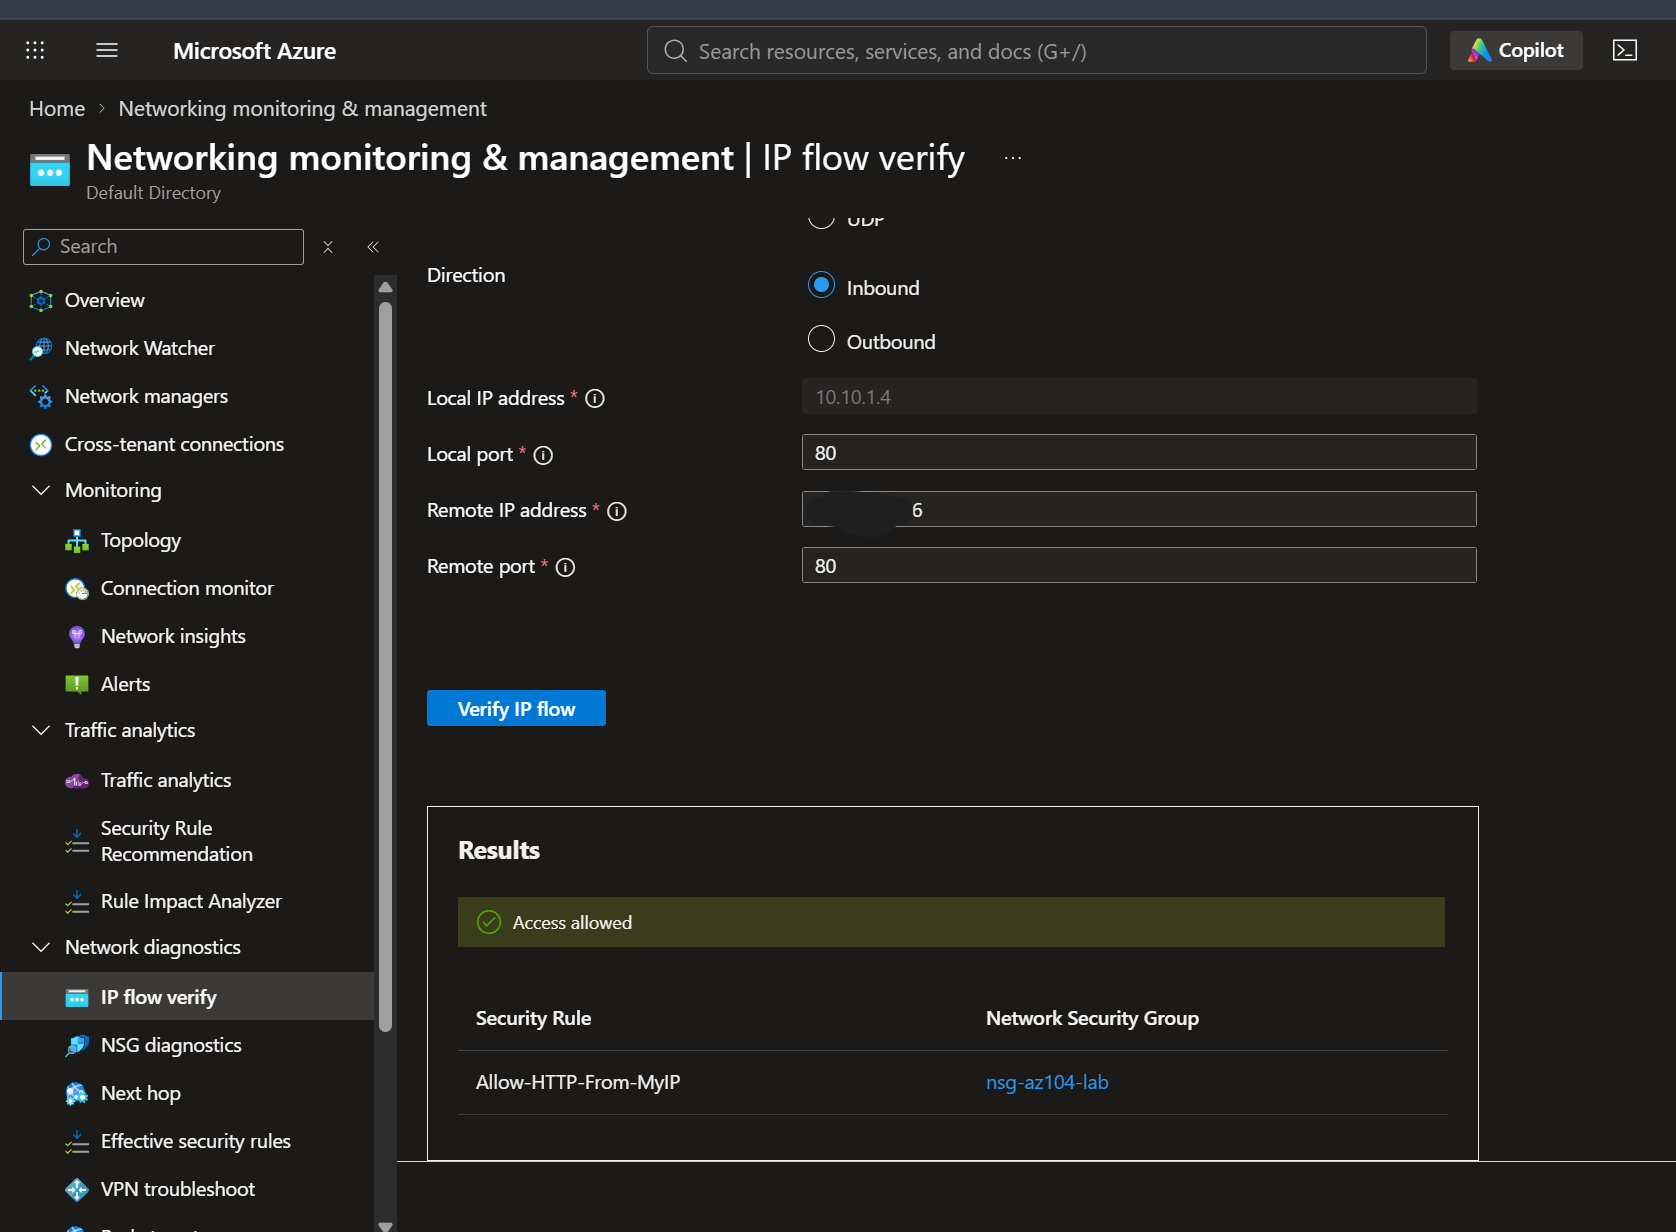 Microsoft Azure
Search resources, services, and docs (G+/)
Copilot
Home > Networking monitoring & management
Networking monitoring & management | IP flow verify ...
Default Directory
Search
Overview
Network Watcher
Network managers
Cross-tenant connections
Monitoring
Topology
Connection monitor
Network insights
Alerts
Traffic analytics
Traffic analytics
Security Rule
Recommendation
Rule Impact Analyzer
Network diagnostics
IP flow verify
NSG diagnostics
Next hop
Effective security rules
VPN troubleshoot
UDP
Direction
Inbound
Outbound
Local IP address *
10.10.1.4
Local port *
80
Remote IP address *
6
Remote port *
80
Verify IP flow
Results
Access allowed
Security Rule Network Security Group
Allow-HTTP-From-MyIP nsg-az104-lab